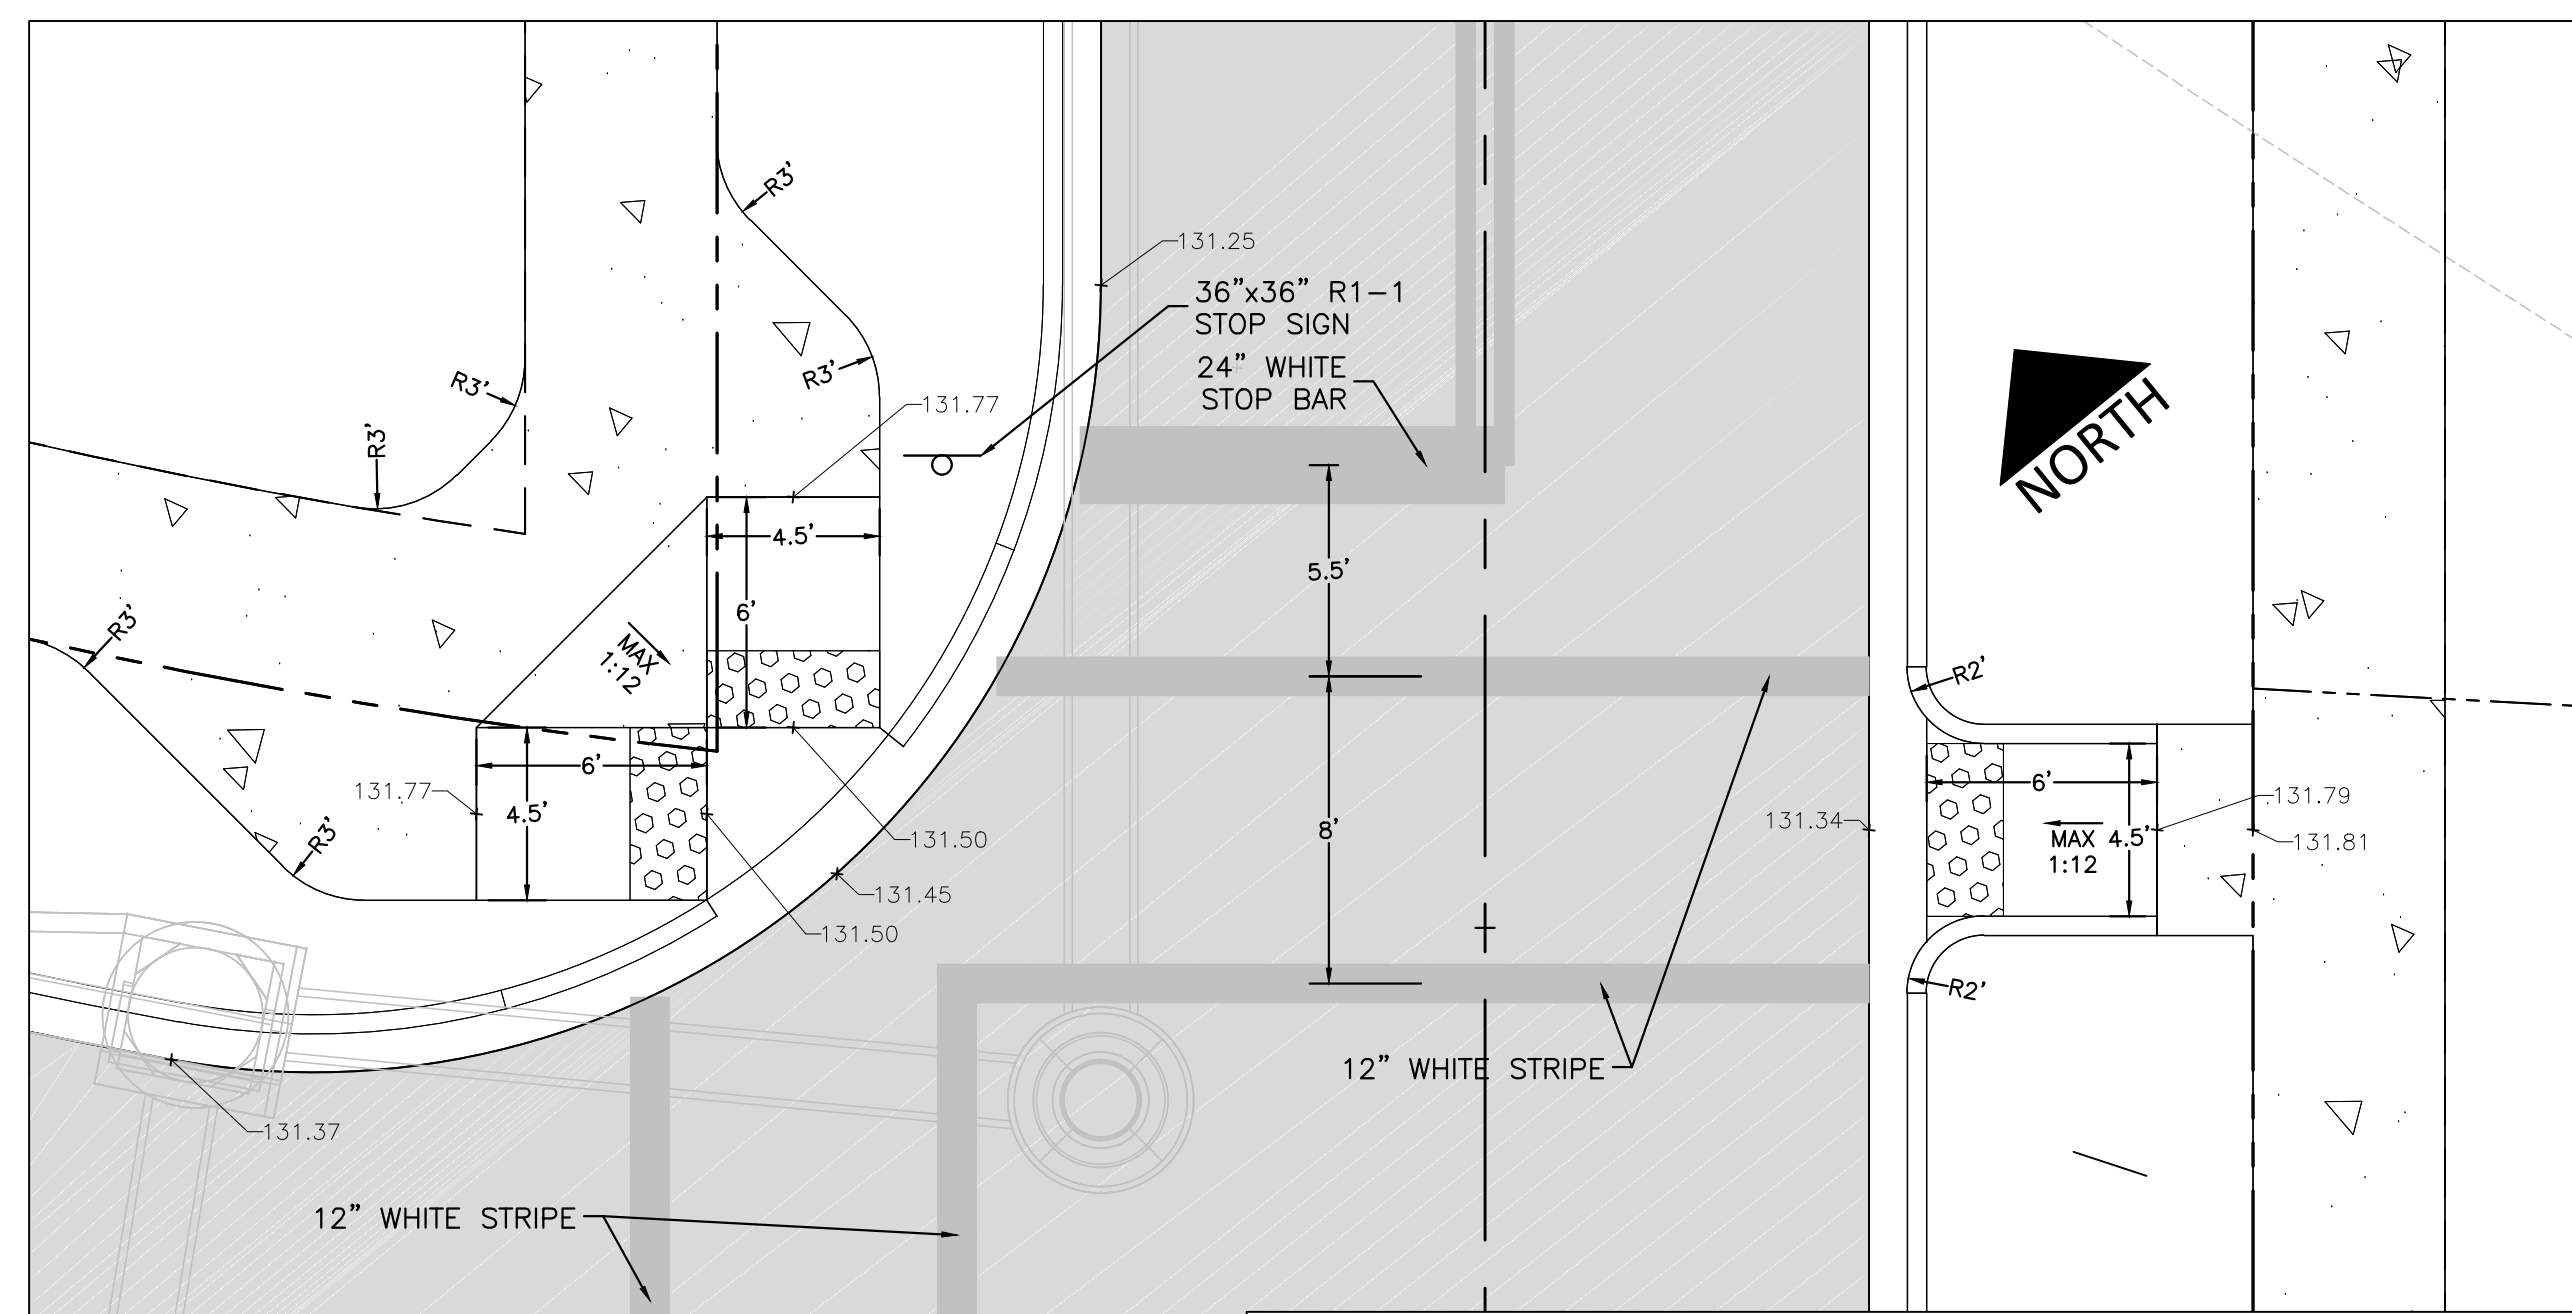 R3'
131.25
36"x36" R1-1
STOP SIGN
24" WHITE
STOP BAR
R3'
R3'
R3'
131.77
4.5'
6'
5.5'
NORTH
R3'
MAX
1:12
R2'
6'
131.77
4.5'
131.50
131.45
131.50
8'
131.34
6'
MAX
1:12
4.5'
131.79
131.81
R3'
R2'
12" WHITE STRIPE
131.37
12" WHITE STRIPE